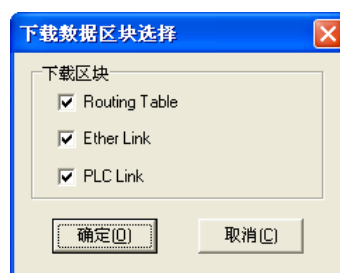 下载数据区块选择
下载区块
Routing Table
Ether Link
PLC Link
确定(O) 取消(C)